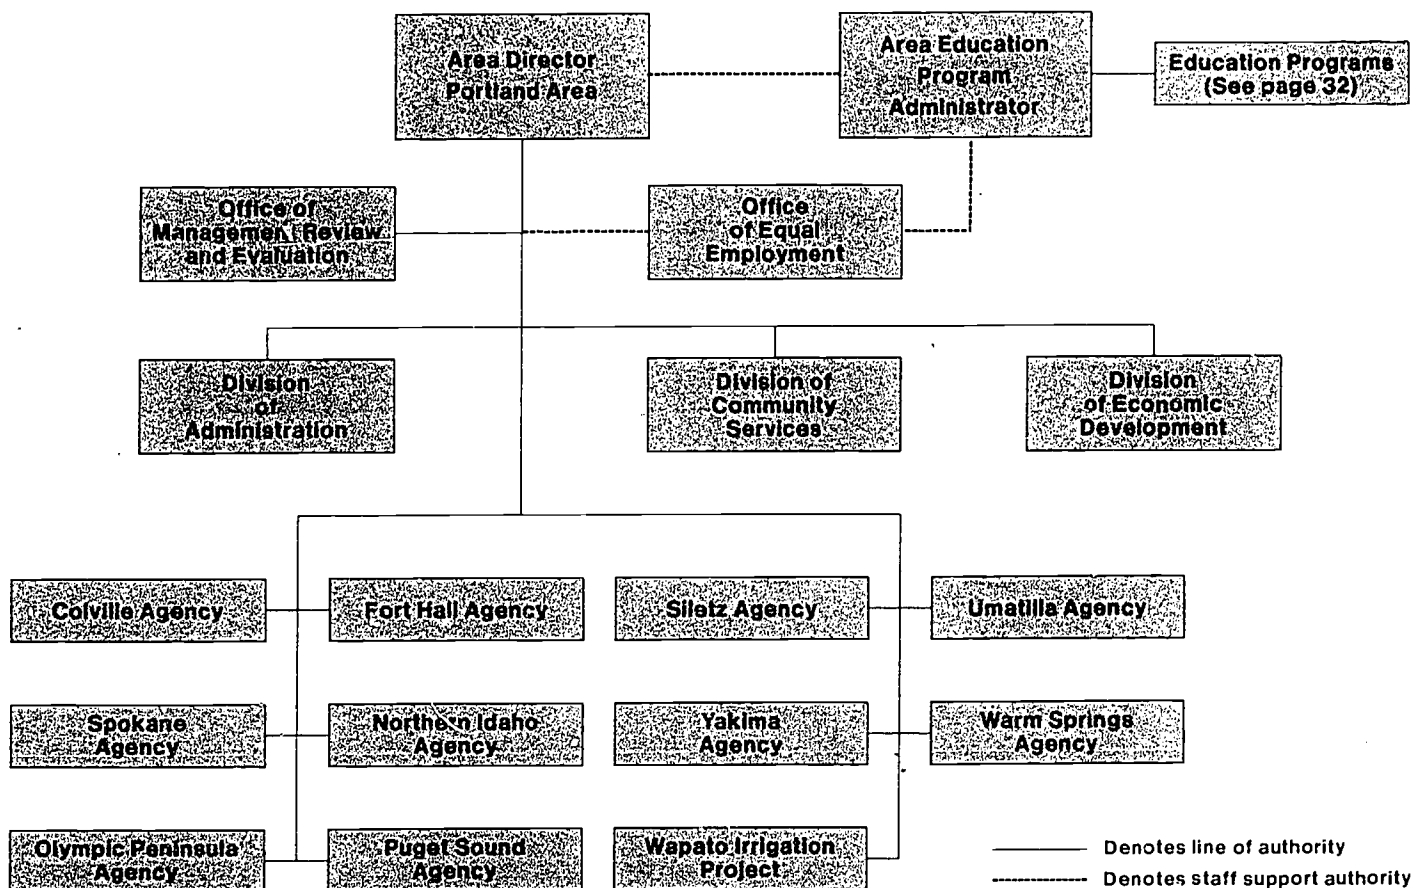 Area Director
Portland Area
Area Education
Program
Administrator
Education Programs
(See page 32)
Office of
Management Review
and Evaluation
Office
of Equal
Employment
Division
of
Administration
Division of
Community
Services
Division
of Economic
Development
Colville Agency
Fort Hall Agency
Siletz Agency
Umatilla Agency
Spokane
Agency
Northern Idaho
Agency
Yakima
Agency
Warm Springs
Agency
Olympic Peninsula
Agency
Puget Sound
Agency
Wapato Irrigation
Project
Denotes line of authority
Denotes staff support authority